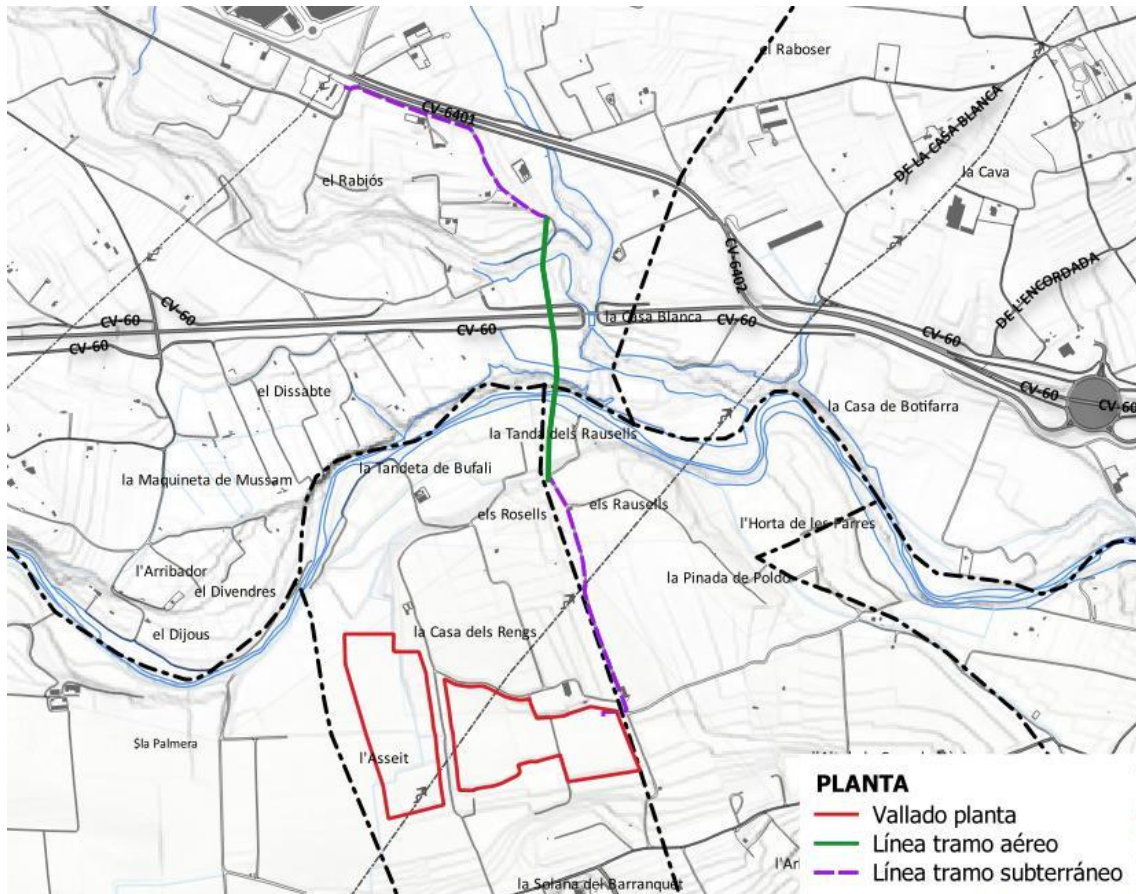 el Raboser
CV-6401
DE LA CASA BLANCA
la Cava
el Rabiós
CV-6402
DE L'ENCORDADA
CV-60
CV-60
CV-60
CV-60
la Casa Blanca
CV-60
CV-60
CV-60
CV-60
el Dissabte
la Casa de Botifarra
la Tanda dels Rausells
la Tandeta de Bufali
la Maquineta de Mussam
els Rosells
els Rausells
l'Horta de les Parres
l'Arribador
la Pinada de Poldo
el Divendres
el Dijous
la Casa dels Rengs
Sla Palmera
l'Asseit
la Solana del Barranquet
PLANTA
Vallado planta
Línea tramo aéreo
Línea tramo subterráneo